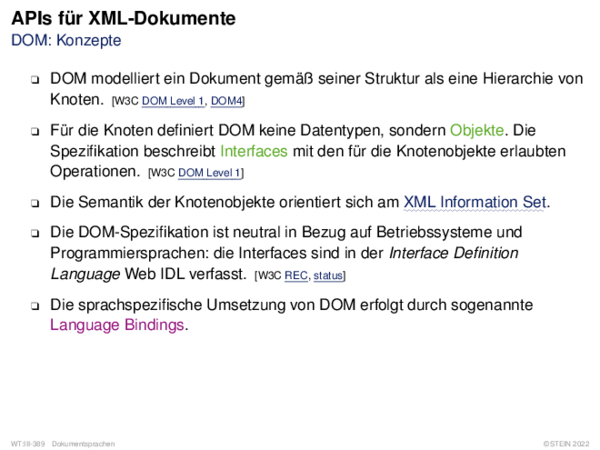 APIs für XML-Dokumente
DOM: Konzepte
❑ DOM modelliert ein Dokument gemäß seiner Struktur als eine Hierarchie von
Knoten. [W3C DOM Level 1, DOM4]
❑ Für die Knoten definiert DOM keine Datentypen, sondern Objekte. Die
Spezifikation beschreibt Interfaces mit den für die Knotenobjekte erlaubten
Operationen. [W3C DOM Level 1]
❑ Die Semantik der Knotenobjekte orientiert sich am XML Information Set.
❑ Die DOM-Spezifikation ist neutral in Bezug auf Betriebssysteme und
Programmiersprachen: die Interfaces sind in der Interface Definition
Language Web IDL verfasst. [W3C REC, status]
❑ Die sprachspezifische Umsetzung von DOM erfolgt durch sogenannte
Language Bindings.
WT:III-389 Dokumentsprachen ©STEIN 2022